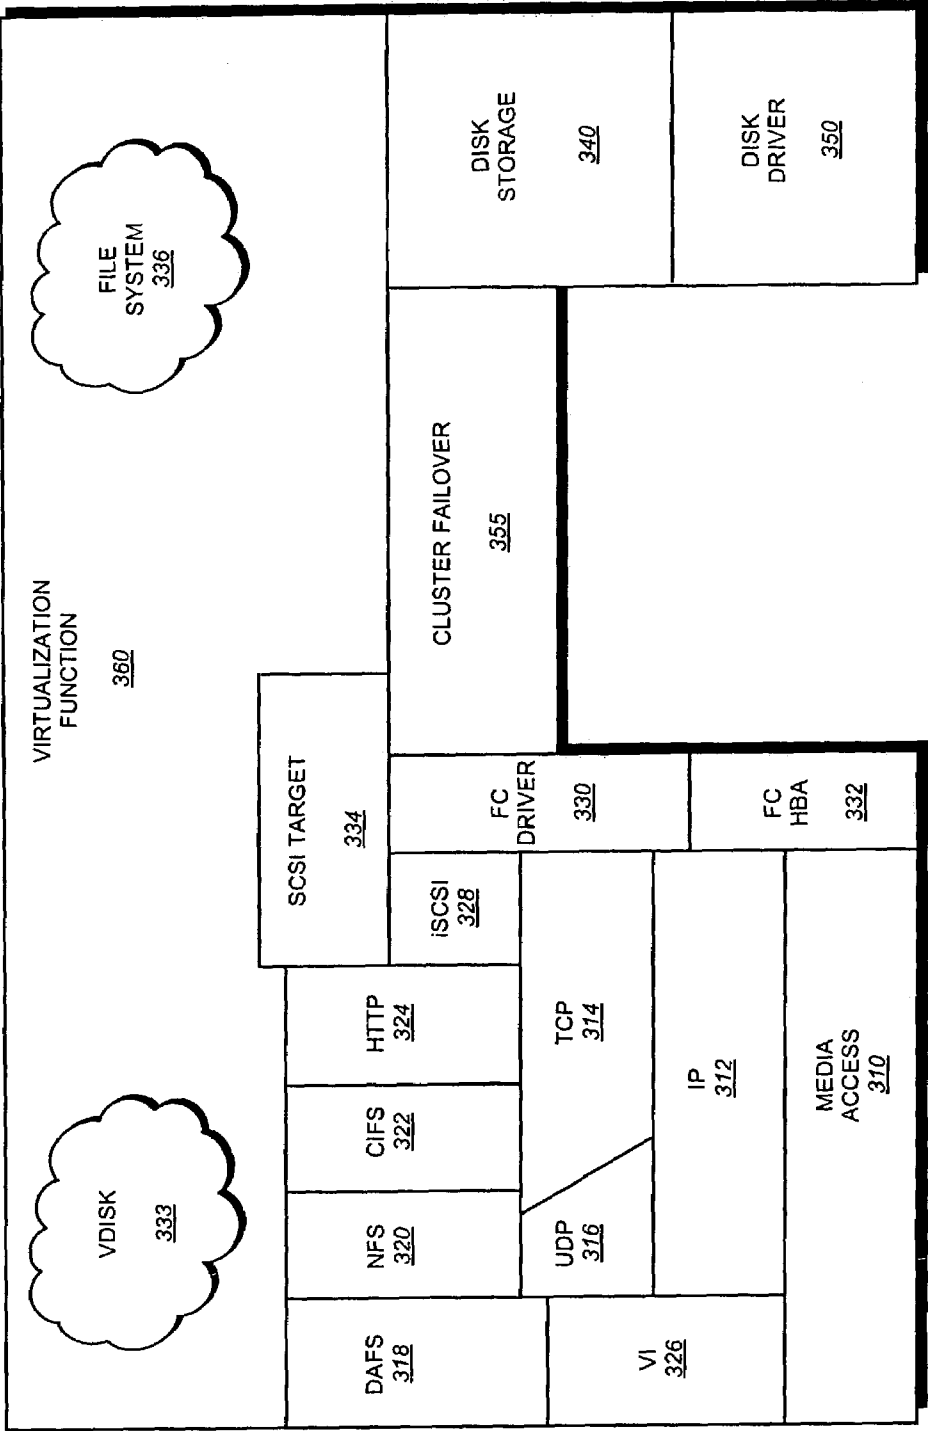 VIRTUALIZATION
FUNCTION
360
VDISK
333
FILE
SYSTEM
336
SCSI TARGET
334
DAFS
318
NFS
320
CIFS
322
HTTP
324
iSCSI
328
FC
DRIVER
330
CLUSTER FAILOVER
355
DISK
STORAGE
340
VI
326
UDP
316
TCP
314
IP
312
MEDIA
ACCESS
310
FC
HBA
332
DISK
DRIVER
350